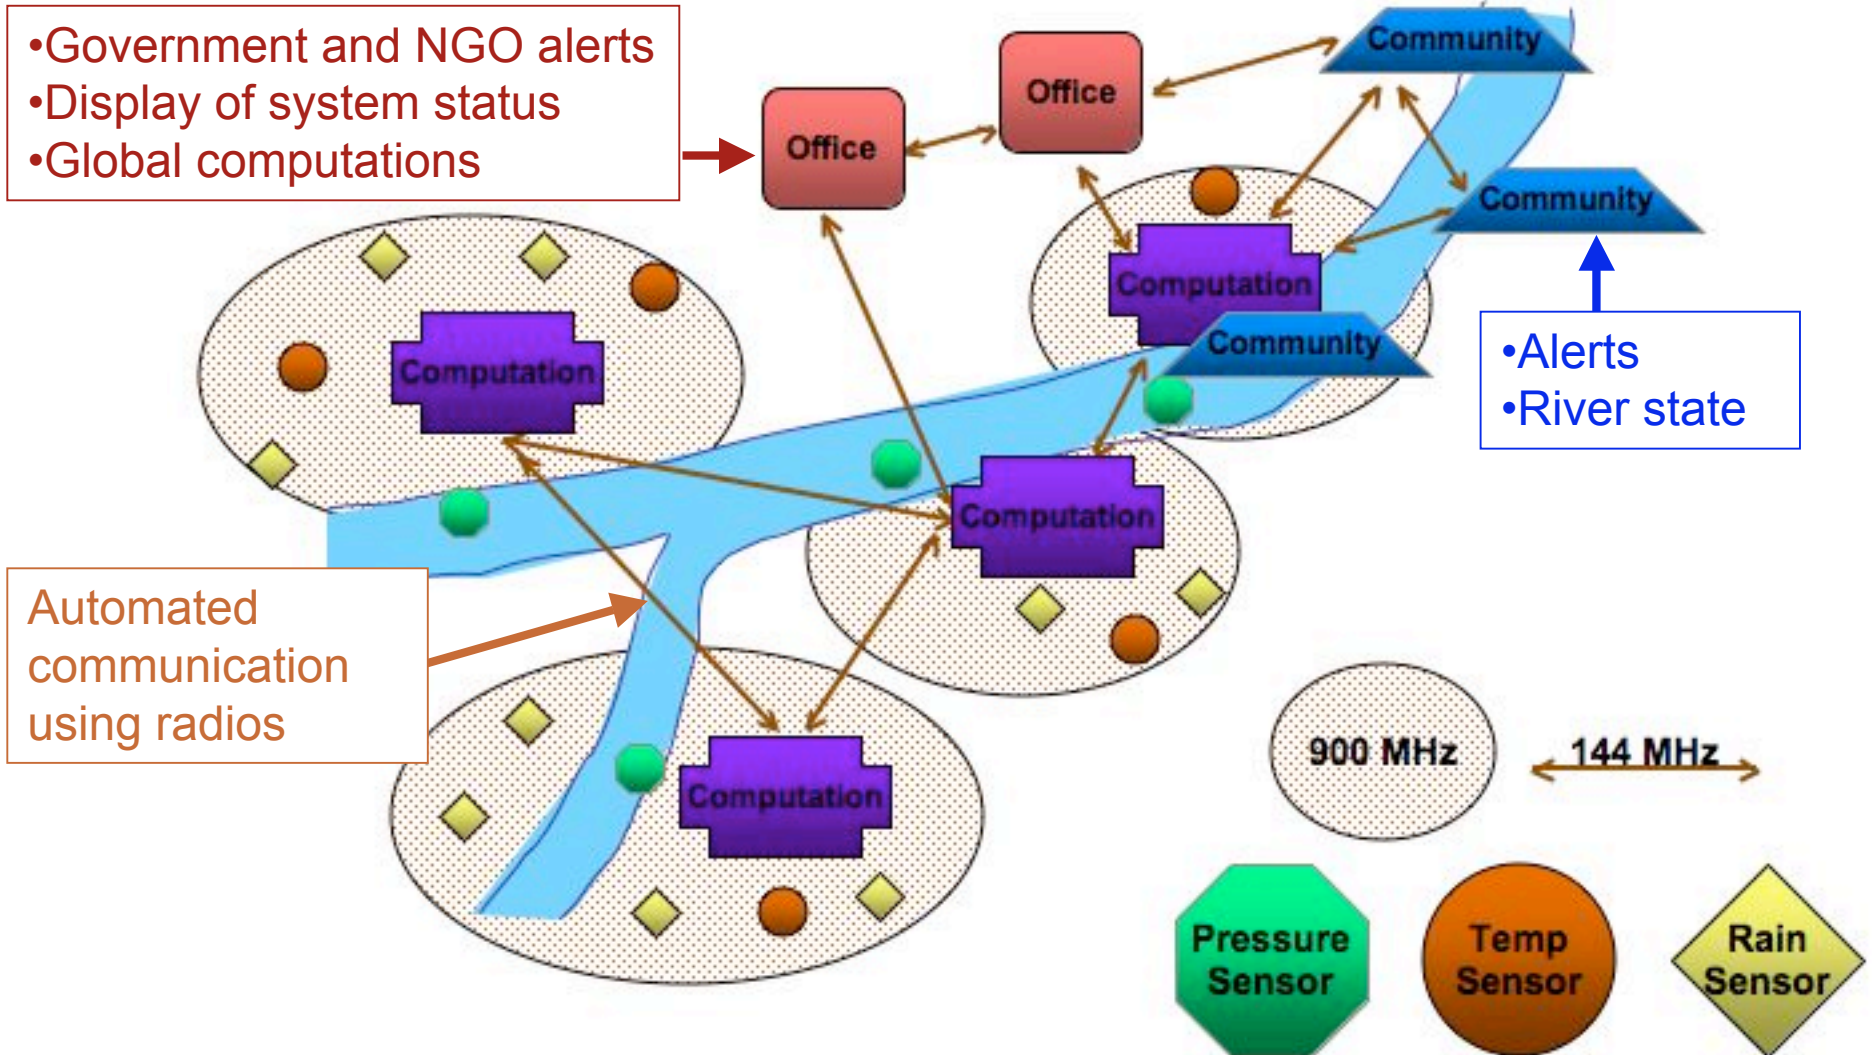 •Government and NGO alerts
•Display of system status
•Global computations
Office
Office
Community
Community
Computation
Community
Computation
Computation
Computation
•Alerts
•River state
Automated
communication
using radios
900 MHz
144 MHz
Pressure
Sensor
Temp
Sensor
Rain
Sensor